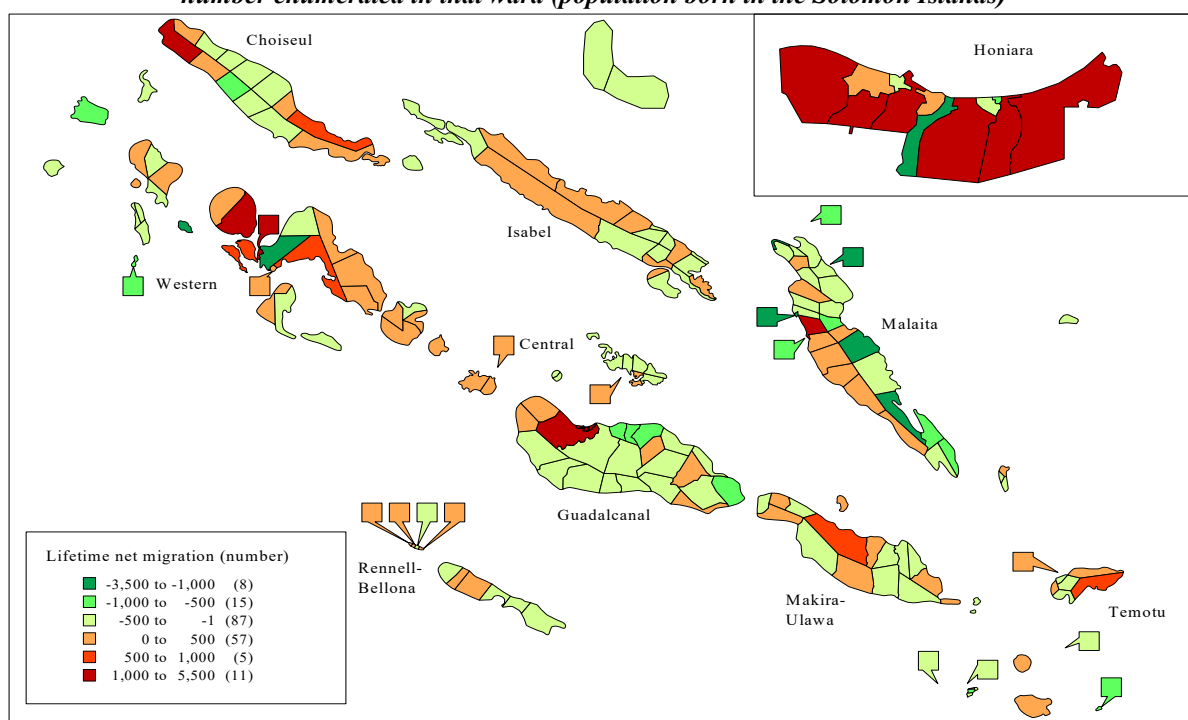 number enumerated in that ward (population born in the Solomon Islands)
Choiseul
Honiara
Isabel
Western
Malaita
Central
Guadalcanal
Rennell-
Bellona
Makira-
Ulawa
Temotu
Lifetime net migration (number)
-3,500 to -1,000 (8)
-1,000 to -500 (15)
-500 to -1 (87)
0 to 500 (57)
500 to 1,000 (5)
1,000 to 5,500 (11)